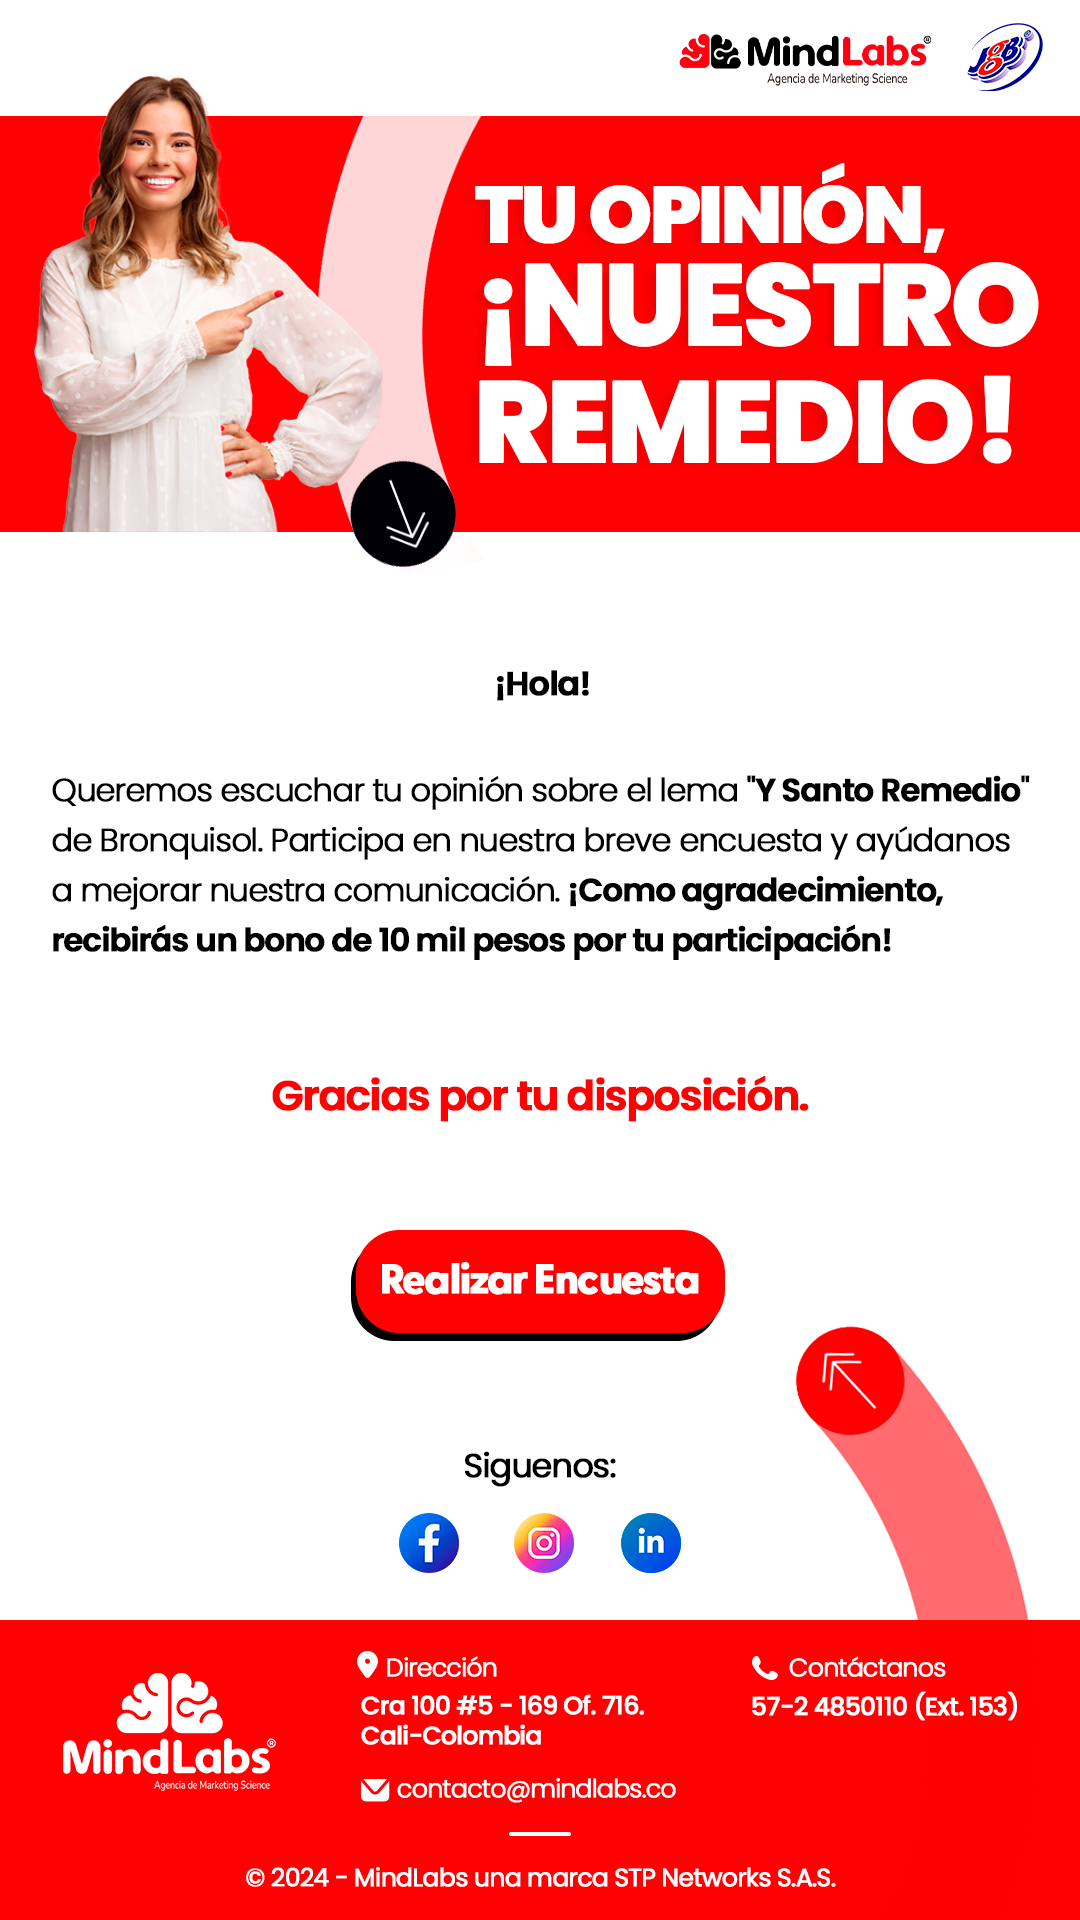 MindLabs®
Agencia de Marketing Science
JGB®
TU OPINIÓN,
¡NUESTRO
REMEDIO!
¡Hola!
Queremos escuchar tu opinión sobre el lema "Y Santo Remedio"
de Bronquisol. Participa en nuestra breve encuesta y ayúdanos
a mejorar nuestra comunicación. ¡Como agradecimiento,
recibirás un bono de 10 mil pesos por tu participación!
Gracias por tu disposición.
Realizar Encuesta
Siguenos:
f
in
MindLabs®
Agencia de Marketing Science
Dirección
Cra 100 #5 - 169 Of. 716.
Cali-Colombia
contacto@mindlabs.co
Contáctanos
57-2 4850110 (Ext. 153)
© 2024 - MindLabs una marca STP Networks S.A.S.